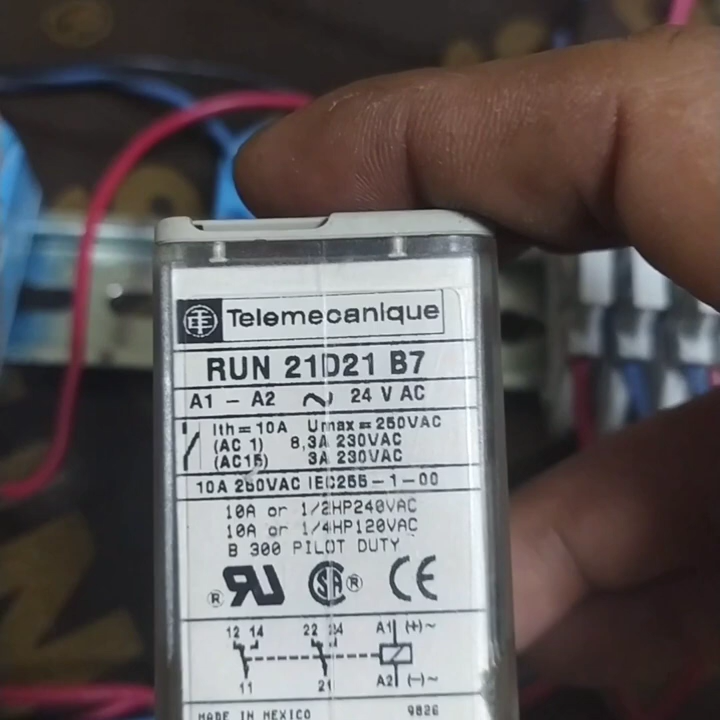 Telemecanique
RUN 21D21 B7
A1 - A2 ~ 24 V AC
Ith = 10A Umax = 250VAC
(AC 1) 8,3A 230VAC
(AC15) 3A 230VAC
10A 250VAC IEC255-1-00
10A or 1/2HP240VAC
10A or 1/4HP120VAC
B 300 PILOT DUTY
® RU SA ® CE
12 14 22 24 A1 (+)~
11 21 A2 (-)~
MADE IN MEXICO 9826